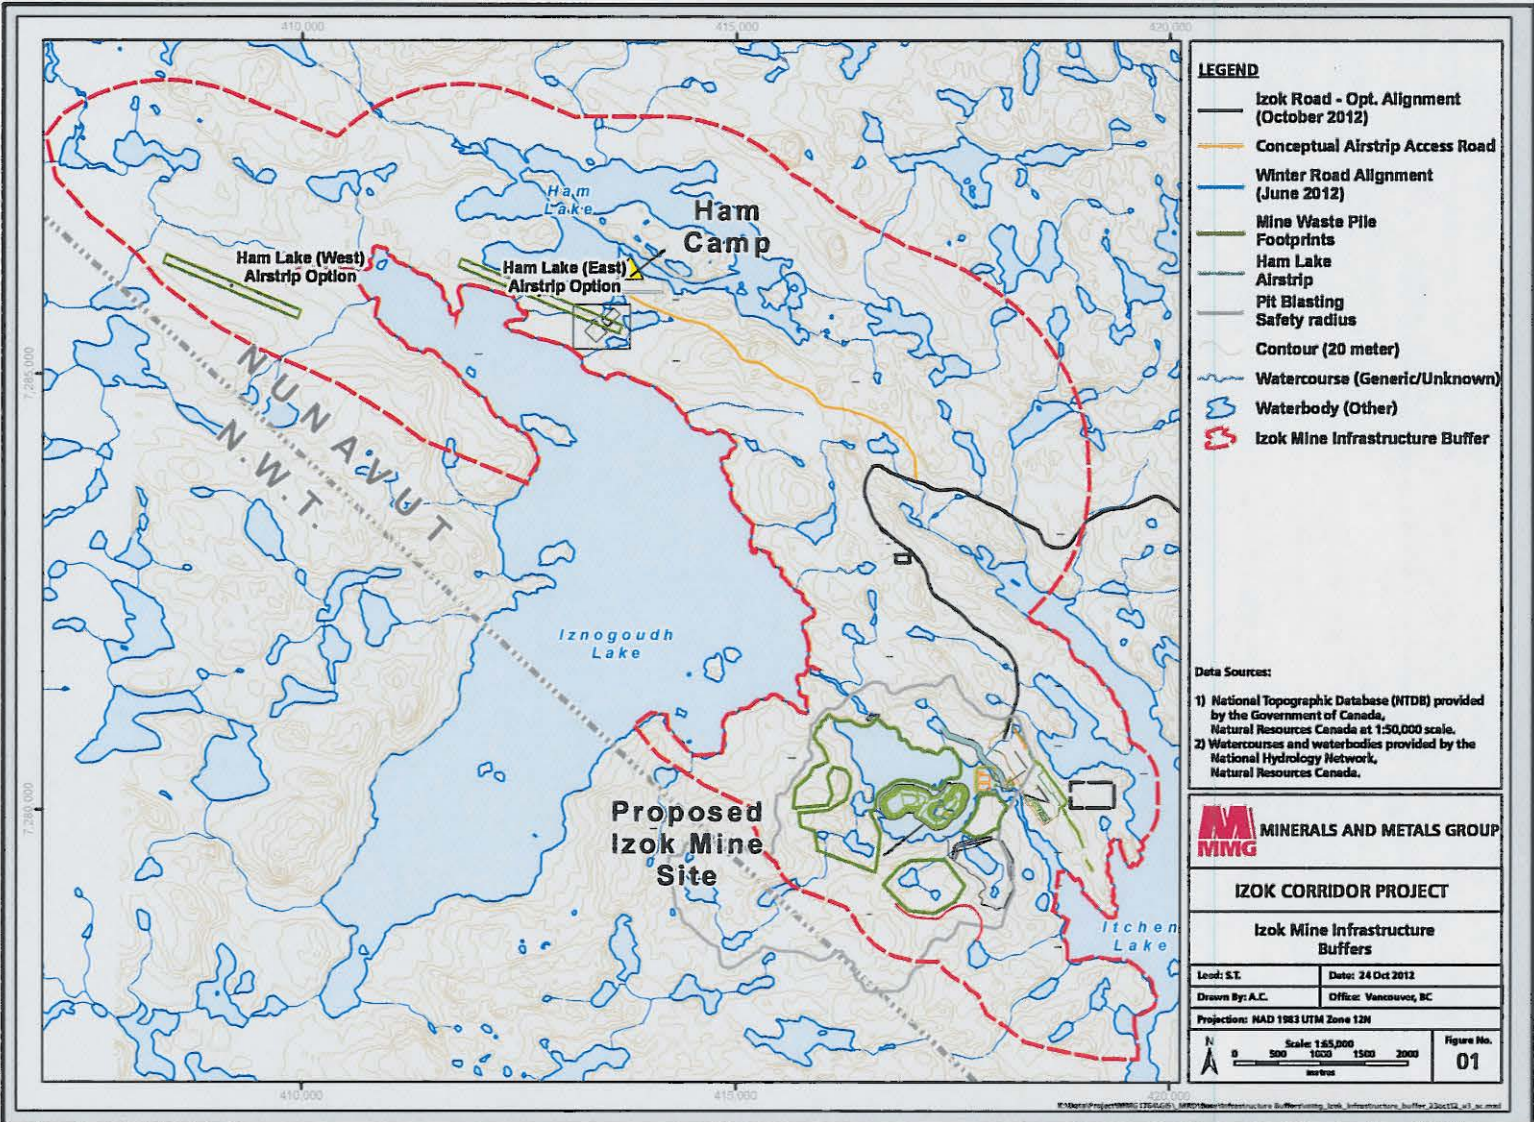 410,000
415,000
420,000
LEGEND
Izok Road - Opt. Alignment
(October 2012)
Conceptual Airstrip Access Road
Winter Road Alignment
(June 2012)
Mine Waste Pile
Footprints
Ham Lake
Airstrip
Pit Blasting
Safety radius
Contour (20 meter)
Watercourse (Generic/Unknown)
Waterbody (Other)
Izok Mine Infrastructure Buffer
Ham
Lake
Ham
Camp
Ham Lake (West)
Airstrip Option
Ham Lake (East)
Airstrip Option
7,285,000
NUNAVUT
N.W.T.
Iznogoudh
Lake
7,280,000
Proposed
Izok Mine
Site
Itchen
Lake
Data Sources:
1) National Topographic Database (NTDB) provided
by the Government of Canada,
Natural Resources Canada at 1:50,000 scale.
2) Watercourses and waterbodies provided by the
National Hydrology Network,
Natural Resources Canada.
MMG
MINERALS AND METALS GROUP
IZOK CORRIDOR PROJECT
Izok Mine Infrastructure
Buffers
Lead: S.T.
Date: 24 Oct 2012
Drawn By: A.C.
Office: Vancouver, BC
Projection: NAD 1983 UTM Zone 12N
N
Scale: 1:65,000
0 500 1000 1500 2000
metres
Figure No.
01
410,000
415,000
420,000